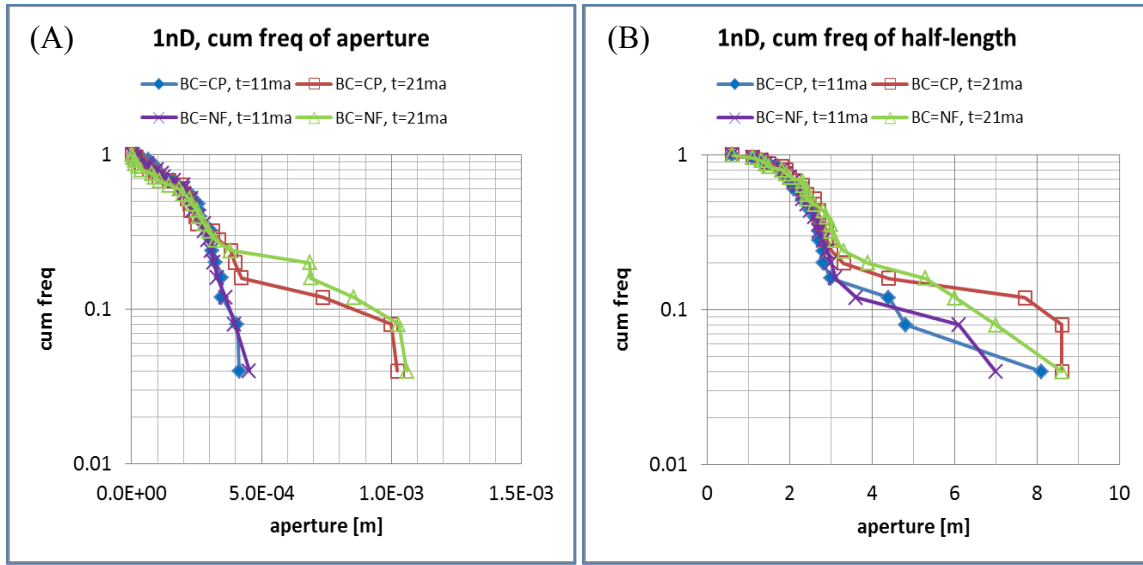 (A)
1nD, cum freq of aperture
BC=CP, t=11ma BC=CP, t=21ma
BC=NF, t=11ma BC=NF, t=21ma
1
0.1
0.01
cum freq
0.0E+00 5.0E-04 1.0E-03 1.5E-03
aperture [m]
(B)
1nD, cum freq of half-length
BC=CP, t=11ma BC=CP, t=21ma
BC=NF, t=11ma BC=NF, t=21ma
1
0.1
0.01
cum freq
0 2 4 6 8 10
aperture [m]